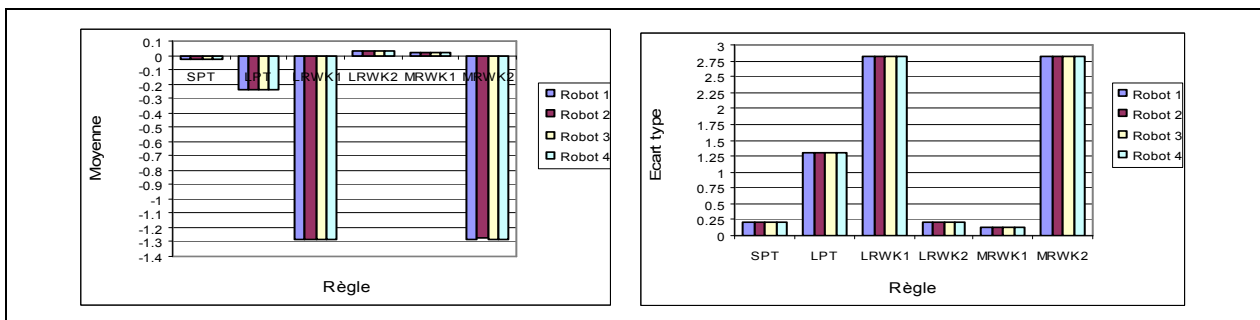 0.1
0
-0.1
-0.2
-0.3
-0.4
-0.5
-0.6
-0.7
-0.8
-0.9
-1
-1.1
-1.2
-1.3
-1.4
Moyenne
SPT LPT LRWK1 LRWK2 MRWK1 MRWK2
Règle
Robot 1
Robot 2
Robot 3
Robot 4
3
2.75
2.5
2.25
2
1.75
1.5
1.25
1
0.75
0.5
0.25
0
Ecart type
SPT LPT LRWK1 LRWK2 MRWK1 MRWK2
Règle
Robot 1
Robot 2
Robot 3
Robot 4